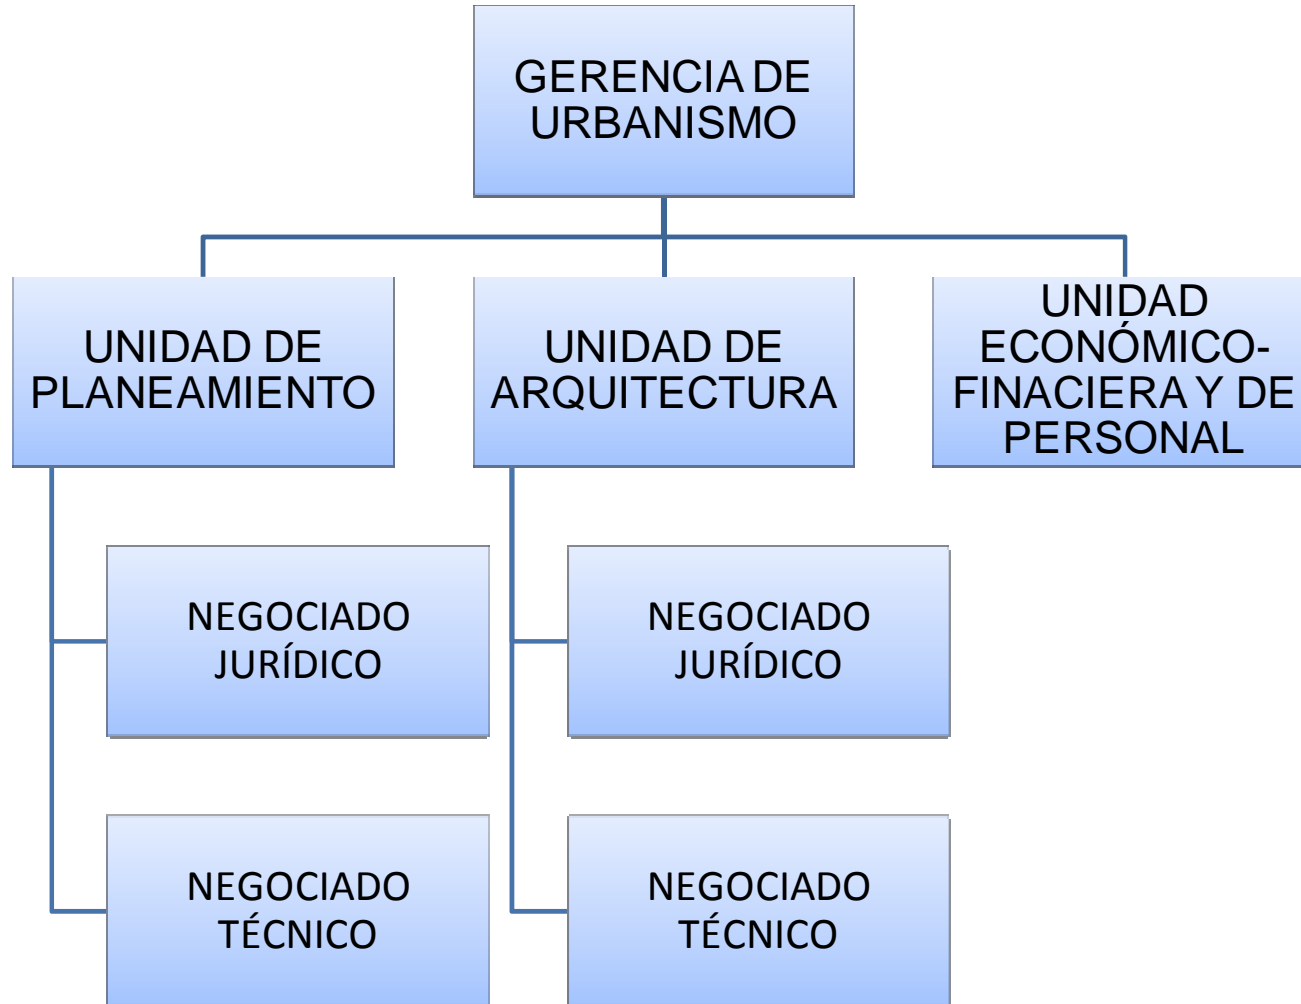 GERENCIA DE
URBANISMO
UNIDAD DE
PLANEAMIENTO
UNIDAD DE
ARQUITECTURA
UNIDAD
ECONÓMICO-
FINACIERA Y DE
PERSONAL
NEGOCIADO
JURÍDICO
NEGOCIADO
JURÍDICO
NEGOCIADO
TÉCNICO
NEGOCIADO
TÉCNICO